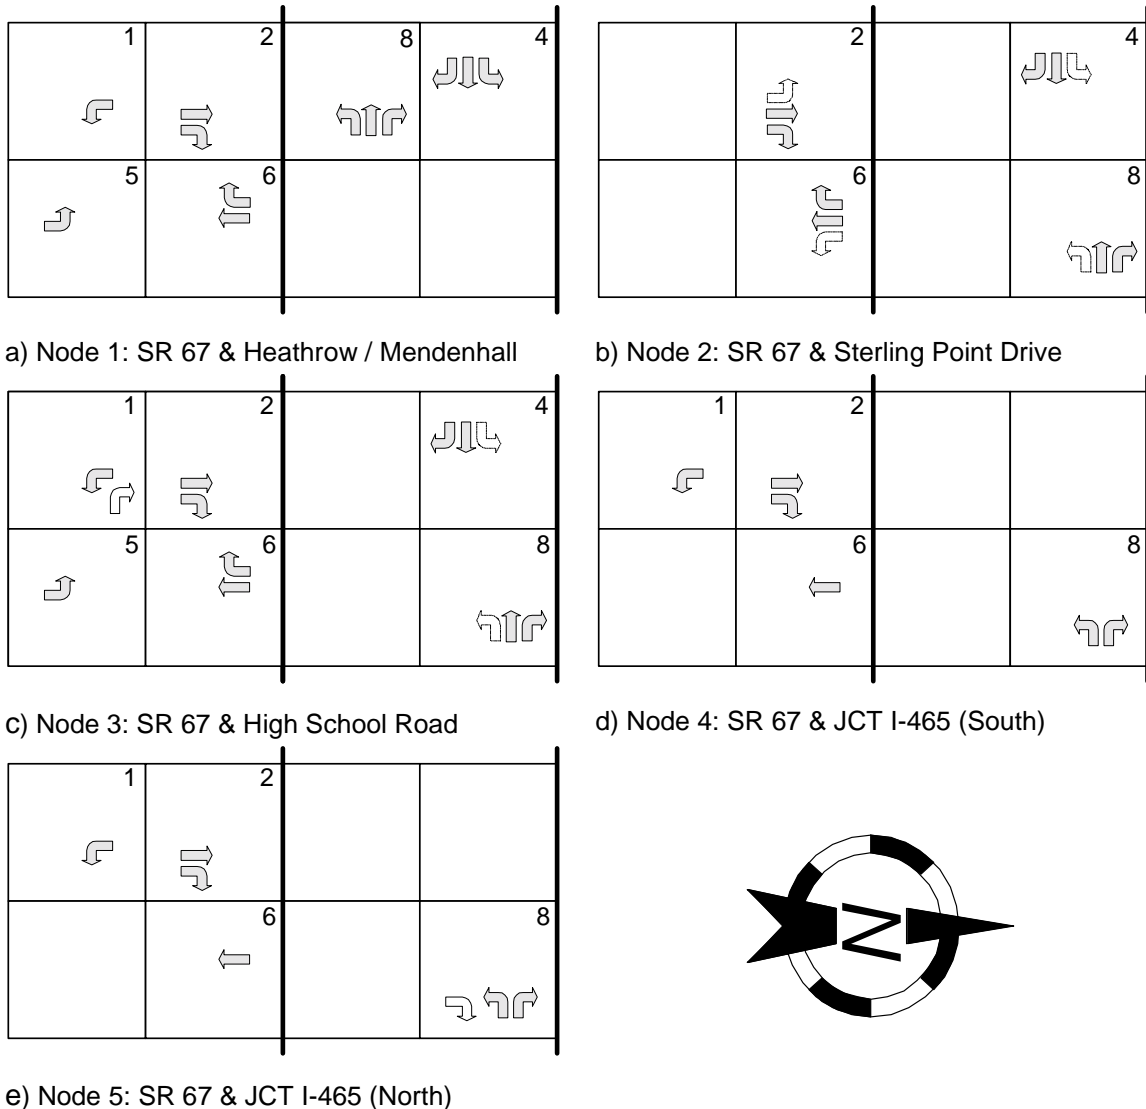 1 2 8 4
5 6
a) Node 1: SR 67 & Heathrow / Mendenhall
2 4
6 8
b) Node 2: SR 67 & Sterling Point Drive
1 2 4
5 6 8
c) Node 3: SR 67 & High School Road
1 2
6 8
d) Node 4: SR 67 & JCT I-465 (South)
1 2
6 8
e) Node 5: SR 67 & JCT I-465 (North)
N